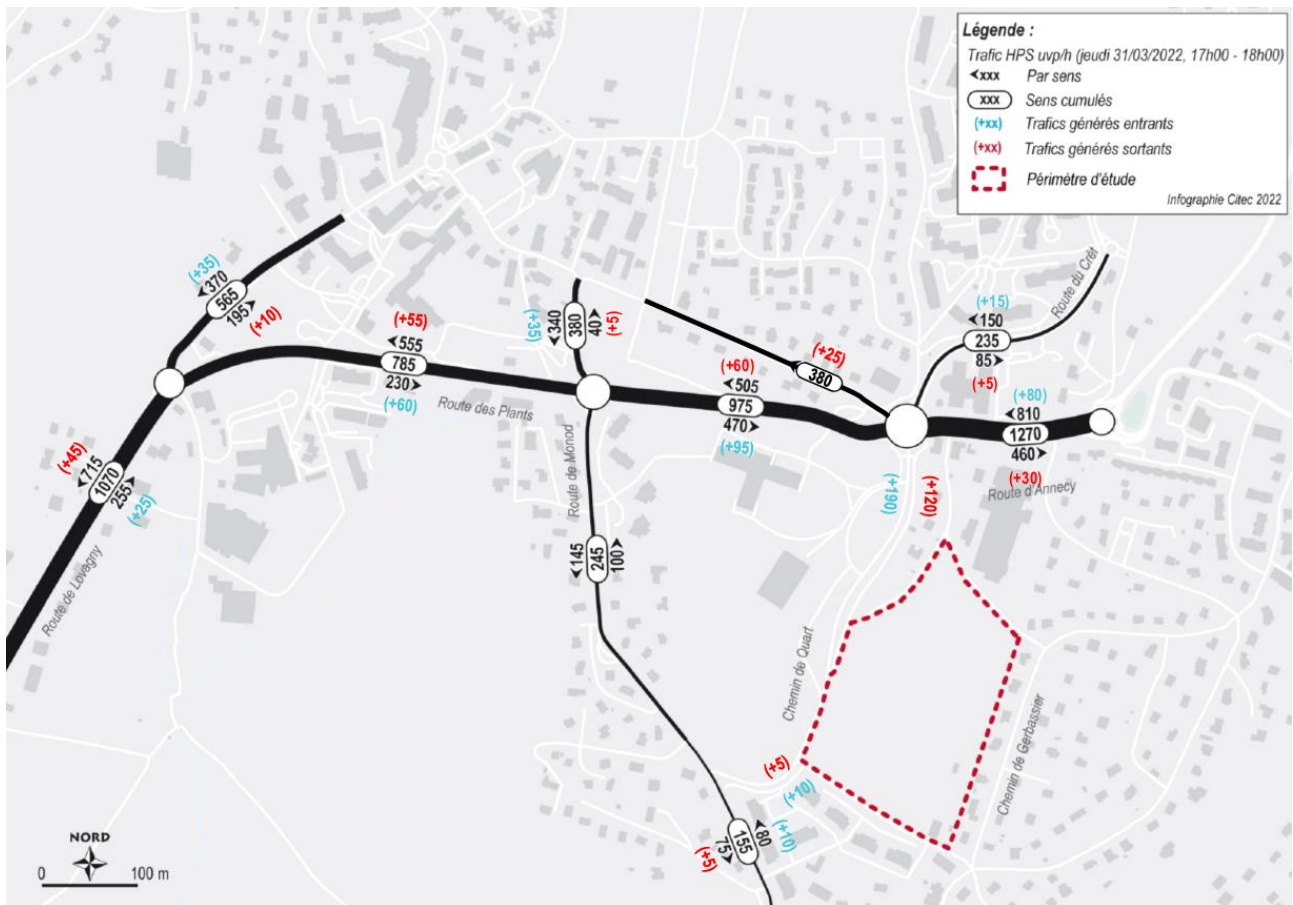 Légende :
Trafic HPS uvp/h (jeudi 31/03/2022, 17h00 - 18h00)
◄xxx Par sens
xxx Sens cumulés
(+xx) Trafics générés entrants
(+xx) Trafics générés sortants
Périmètre d'étude
Infographie Citec 2022
(+35)
◄370
565
195►
(+10)
(+55)
◄555
785
230►
(+60)
Route des Plants
(+35)
◄340
380
40►
(+5)
(+60)
◄505
975
470►
(+95)
(+25)
380
Route du Crêt
(+15)
◄150
235
85►
(+5)
(+80)
◄810
1270
460►
(+30)
Route d'Annecy
(+190)
(+120)
(+45)
◄715
1070
255►
(+25)
Route de Lovagny
Route de Monod
◄145
245
100►
Chemin de Quart
Chemin de Gerbassier
(+5)
(+10)
◄80
155
75►
(+10)
(+5)
NORD
0 100 m